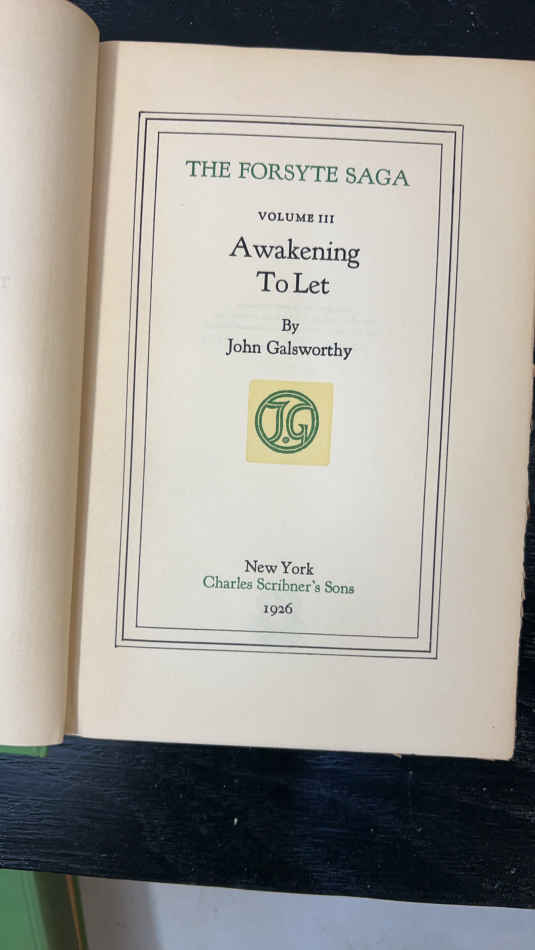 THE FORSYTE SAGA
VOLUME III
Awakening
To Let
By
John Galsworthy
J.G
New York
Charles Scribner's Sons
1926